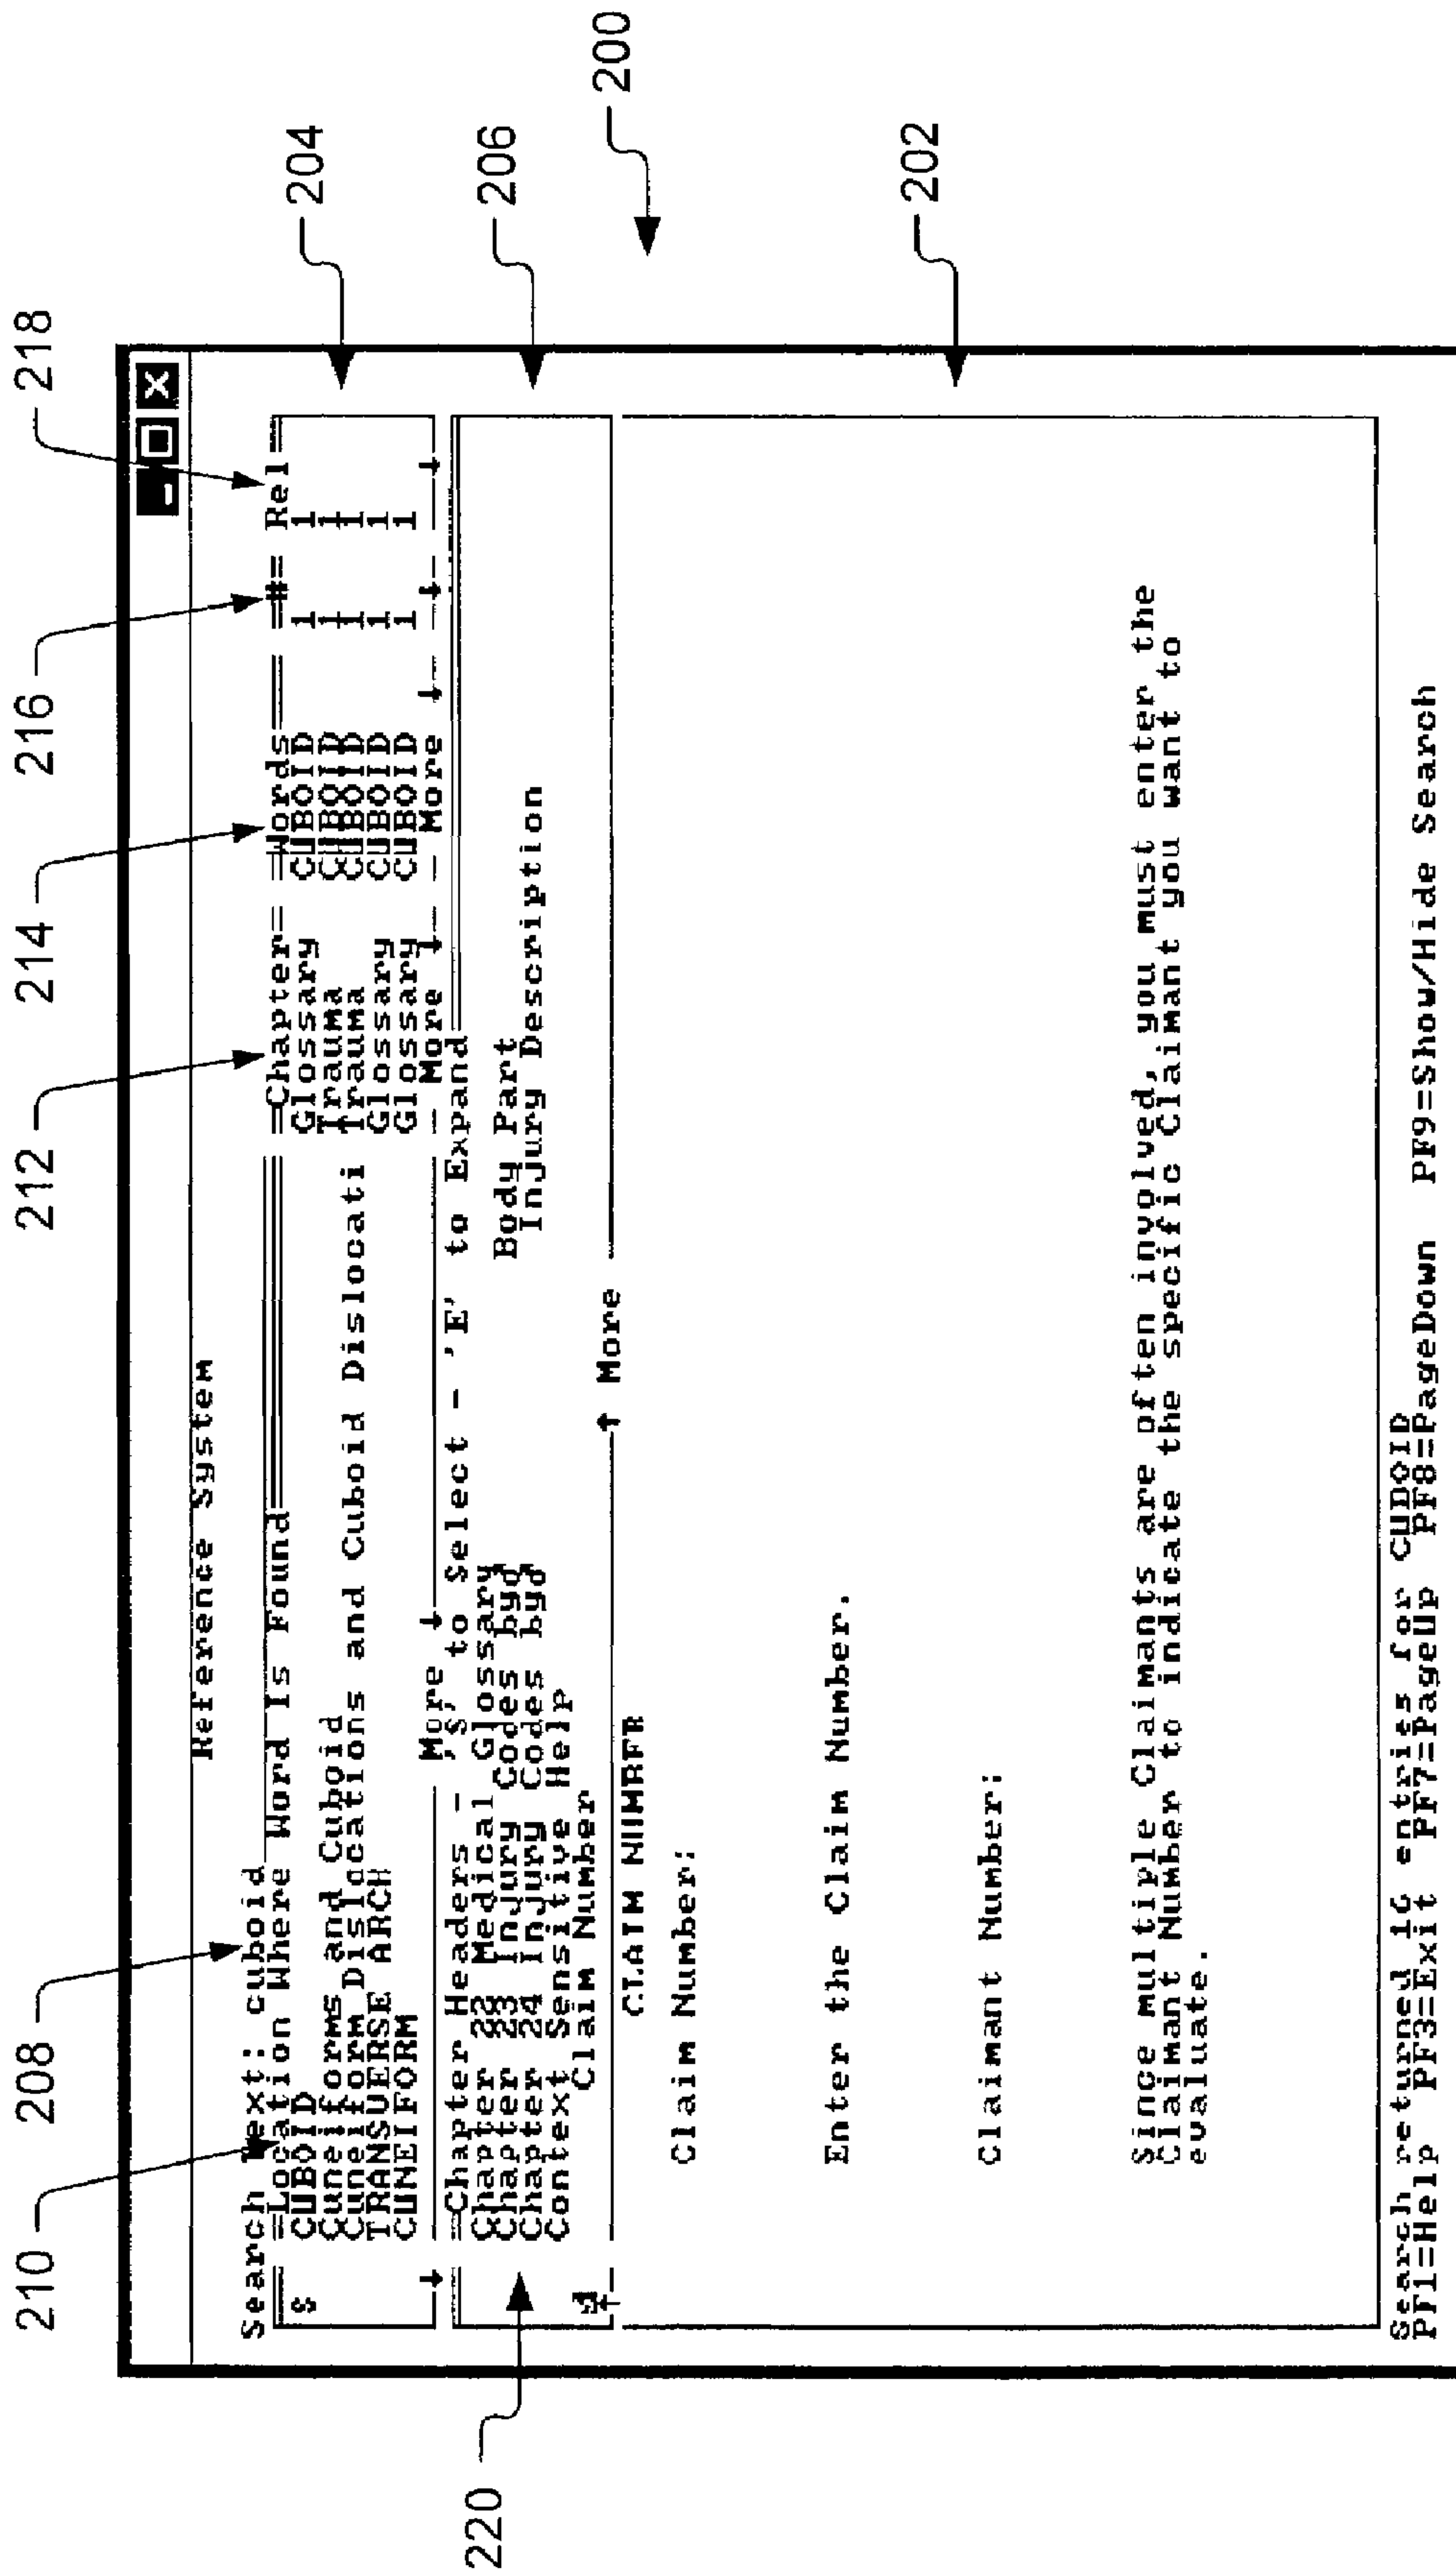 210 208 212 214 216 218
Reference System
Search Text: cuboid
=Location Where Word Is Found = =Chapter= =Words= =#= Rel=
s CUBOID Glossary CUBOID 1 1
Cuneiforms and Cuboid Trauma CUBOID 1 1
Cuneiform Dislocations and Cuboid Dislocati Trauma CUBOID 1 1
TRANSVERSE ARCH Glossary CUBOID 1 1
CUNEIFORM Glossary CUBOID 1 1
↓ More ↓ More ↓ More ↓ ↓ ↓
204
=Chapter Headers - 'S' to Select - 'E' to Expand=
Chapter 22 Medical Glossary
Chapter 23 Injury Codes byd" Body Part
Chapter 24 Injury Codes byd" Injury Description
Context Sensitive Help
Claim Number
↑ More
206
220
CLAIM NUMBER
200
Claim Number:
Enter the Claim Number.
202
Claimant Number:
Since multiple Claimants are often involved, you must enter the
Claimant Number to indicate the specific Claimant you want to
evaluate.
Search returned 16 entries for CUBOID
PF1=Help PF3=Exit PF7=PageUp PF8=PageDown PF9=Show/Hide Search